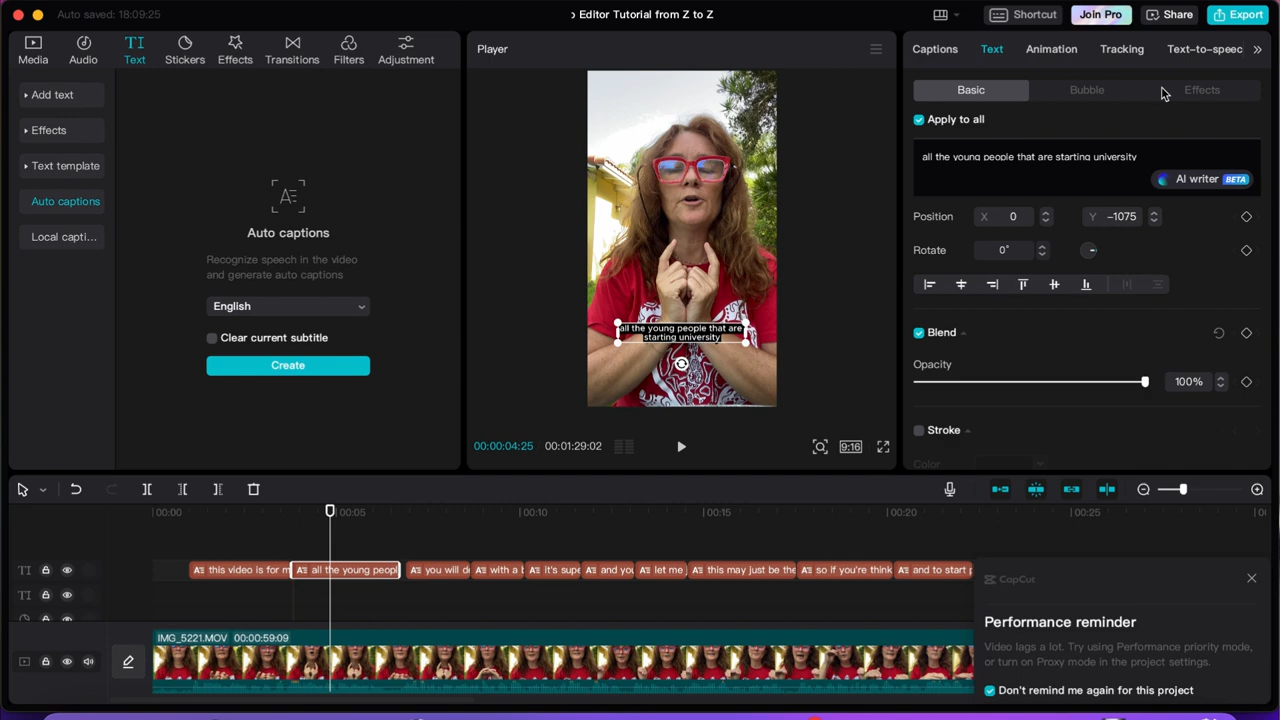 Auto saved: 18:09:25
Editor Tutorial from Z to Z
Shortcut
Join Pro
Share
Export
Media
Audio
TI
Text
Stickers
Effects
Transitions
Filters
Adjustment
Player
Captions
Text
Animation
Tracking
Text-to-speec
Add text
Effects
Text template
Auto captions
Local capti...
Auto captions
Recognize speech in the video
and generate auto captions
English
Clear current subtitle
Create
all the young people that are
starting university
00:00:04:25
00:01:29:02
9:16
Basic
Bubble
Effects
Apply to all
all the young people that are starting university
AI writer BETA
Position
X 0
Y -1075
Rotate
0°
Blend
Opacity
100%
Stroke
Color
00:00
00:05
00:10
00:15
00:20
00:25
TI
this video is for m
all the young peopl
you will d
with a b
it's sup
and you
let me
this may just be the
so if you're think
and to start p
TI
IMG_5221.MOV 00:00:59:09
CapCut
Performance reminder
Video lags a lot. Try using Performance priority mode,
or turn on Proxy mode in the project settings.
Don't remind me again for this project